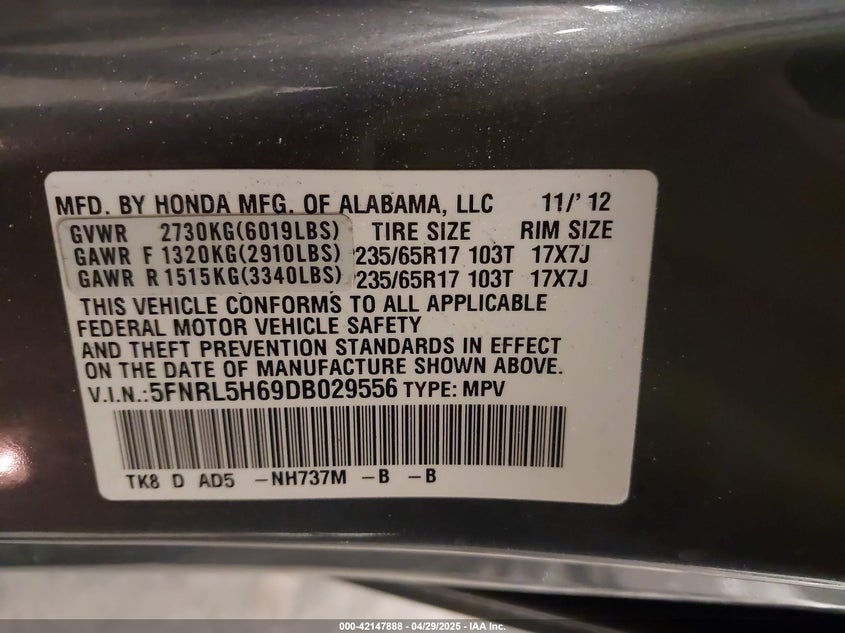 MFD. BY HONDA MFG. OF ALABAMA, LLC 11/' 12
GVWR 2730KG(6019LBS) TIRE SIZE RIM SIZE
GAWR F 1320KG(2910LBS) 235/65R17 103T 17X7J
GAWR R 1515KG(3340LBS) 235/65R17 103T 17X7J
THIS VEHICLE CONFORMS TO ALL APPLICABLE
FEDERAL MOTOR VEHICLE SAFETY
AND THEFT PREVENTION STANDARDS IN EFFECT
ON THE DATE OF MANUFACTURE SHOWN ABOVE.
V.I.N.:5FNRL5H69DB029556 TYPE: MPV
TK8 D AD5 -NH737M -B -B
000-42147888 - 04/29/2025 - IAA Inc.